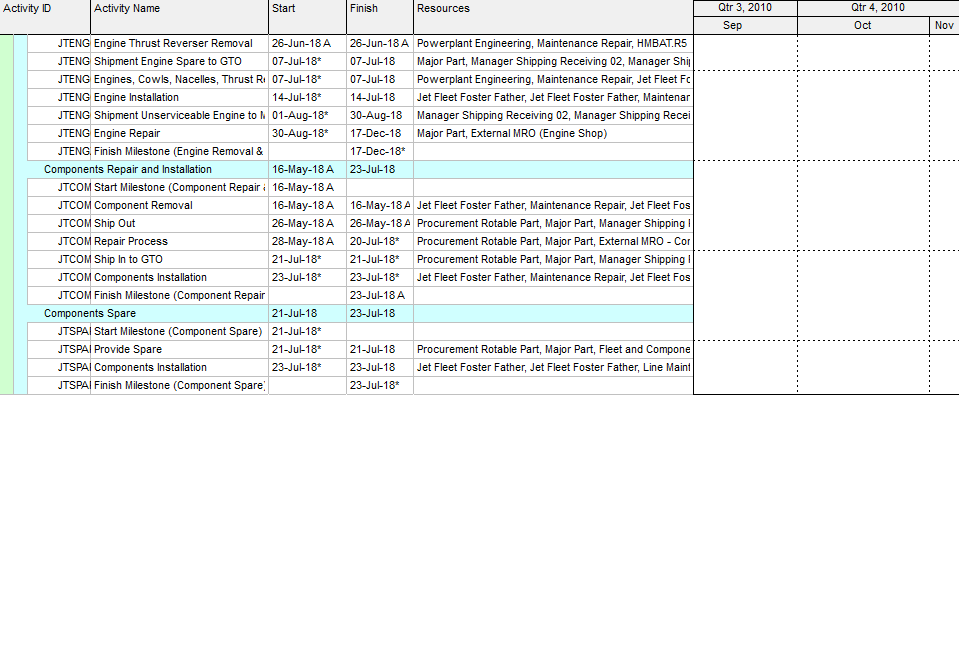 Activity ID Activity Name Start Finish Resources Qtr 3, 2010 Qtr 4, 2010
Sep Oct Nov
JTENG Engine Thrust Reverser Removal 26-Jun-18 A 26-Jun-18 A Powerplant Engineering, Maintenance Repair, HMBAT.R5
JTENG Shipment Engine Spare to GTO 07-Jul-18* 07-Jul-18 Major Part, Manager Shipping Receiving 02, Manager Ship
JTENG Engines, Cowls, Nacelles, Thrust R 07-Jul-18* 07-Jul-18 Powerplant Engineering, Maintenance Repair, Jet Fleet Fo
JTENG Engine Installation 14-Jul-18* 14-Jul-18 Jet Fleet Foster Father, Jet Fleet Foster Father, Maintenan
JTENG Shipment Unserviceable Engine to M 01-Aug-18* 30-Aug-18 Manager Shipping Receiving 02, Manager Shipping Recei
JTENG Engine Repair 30-Aug-18* 17-Dec-18 Major Part, External MRO (Engine Shop)
JTENG Finish Milestone (Engine Removal & 17-Dec-18*
Components Repair and Installation 16-May-18 A 23-Jul-18
JTCOM Start Milestone (Component Repair & 16-May-18 A
JTCOM Component Removal 16-May-18 A 16-May-18 A Jet Fleet Foster Father, Maintenance Repair, Jet Fleet Fos
JTCOM Ship Out 26-May-18 A 26-May-18 A Procurement Rotable Part, Major Part, Manager Shipping
JTCOM Repair Process 28-May-18 A 20-Jul-18* Procurement Rotable Part, Major Part, External MRO - Cor
JTCOM Ship In to GTO 21-Jul-18* 21-Jul-18* Procurement Rotable Part, Major Part, Manager Shipping
JTCOM Components Installation 23-Jul-18* 23-Jul-18* Jet Fleet Foster Father, Maintenance Repair, Jet Fleet Fos
JTCOM Finish Milestone (Component Repair 23-Jul-18 A
Components Spare 21-Jul-18 23-Jul-18
JTSPA Start Milestone (Component Spare) 21-Jul-18*
JTSPA Provide Spare 21-Jul-18* 21-Jul-18 Procurement Rotable Part, Major Part, Fleet and Compone
JTSPA Components Installation 23-Jul-18* 23-Jul-18 Jet Fleet Foster Father, Jet Fleet Foster Father, Line Maint
JTSPA Finish Milestone (Component Spare) 23-Jul-18*